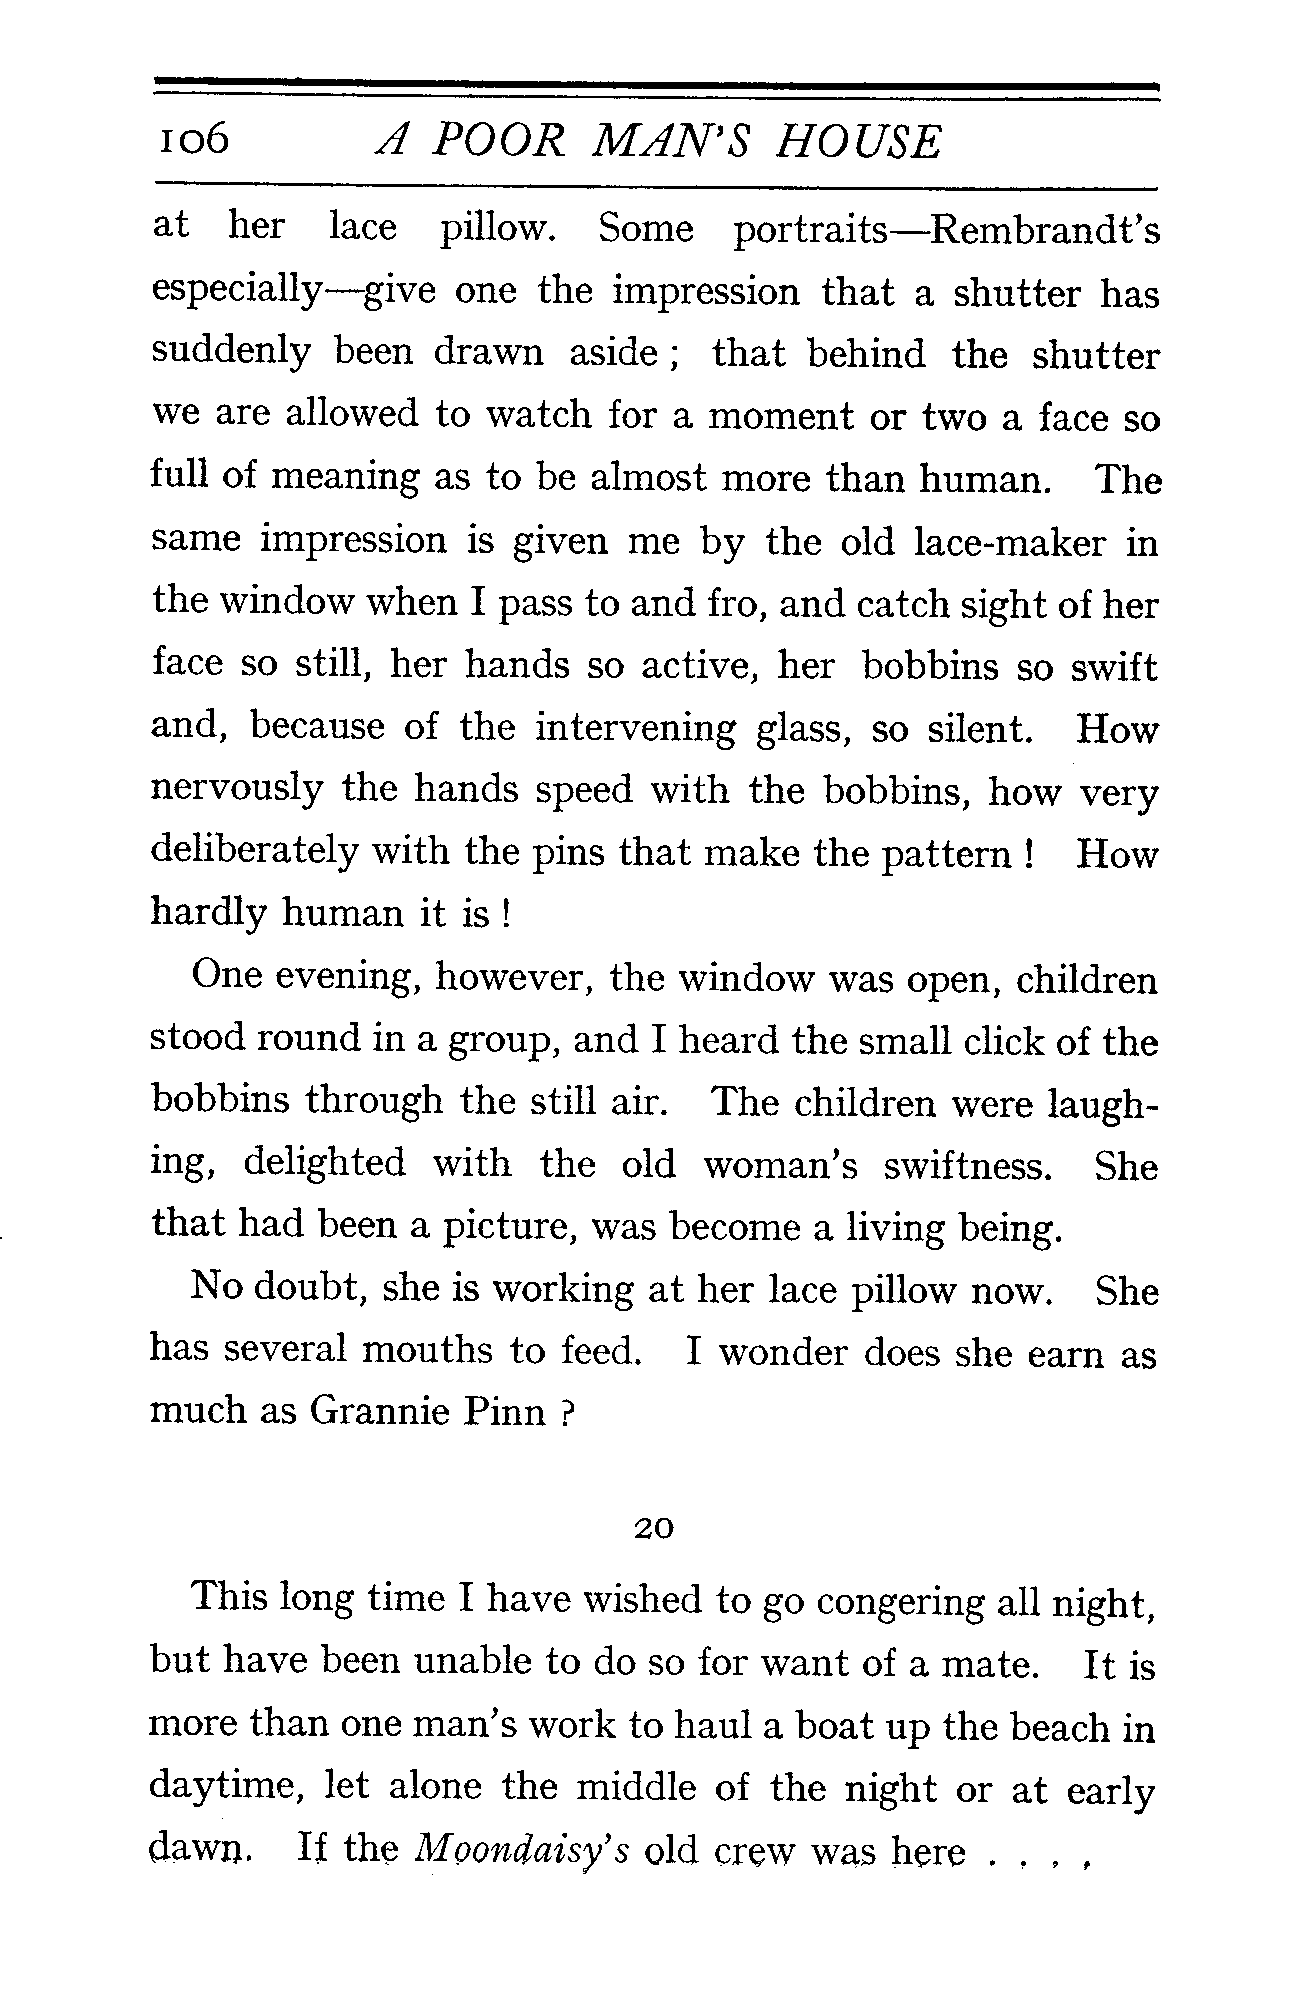 106 A POOR MAN'S HOUSE
at her lace pillow. Some portraits—Rembrandt's
especially—give one the impression that a shutter has
suddenly been drawn aside ; that behind the shutter
we are allowed to watch for a moment or two a face so
full of meaning as to be almost more than human. The
same impression is given me by the old lace-maker in
the window when I pass to and fro, and catch sight of her
face so still, her hands so active, her bobbins so swift
and, because of the intervening glass, so silent. How
nervously the hands speed with the bobbins, how very
deliberately with the pins that make the pattern ! How
hardly human it is !
One evening, however, the window was open, children
stood round in a group, and I heard the small click of the
bobbins through the still air. The children were laugh-
ing, delighted with the old woman's swiftness. She
that had been a picture, was become a living being.
No doubt, she is working at her lace pillow now. She
has several mouths to feed. I wonder does she earn as
much as Grannie Pinn ?
20
This long time I have wished to go congering all night,
but have been unable to do so for want of a mate. It is
more than one man's work to haul a boat up the beach in
daytime, let alone the middle of the night or at early
dawn. If the Moondaisy's old crew was here . . . .